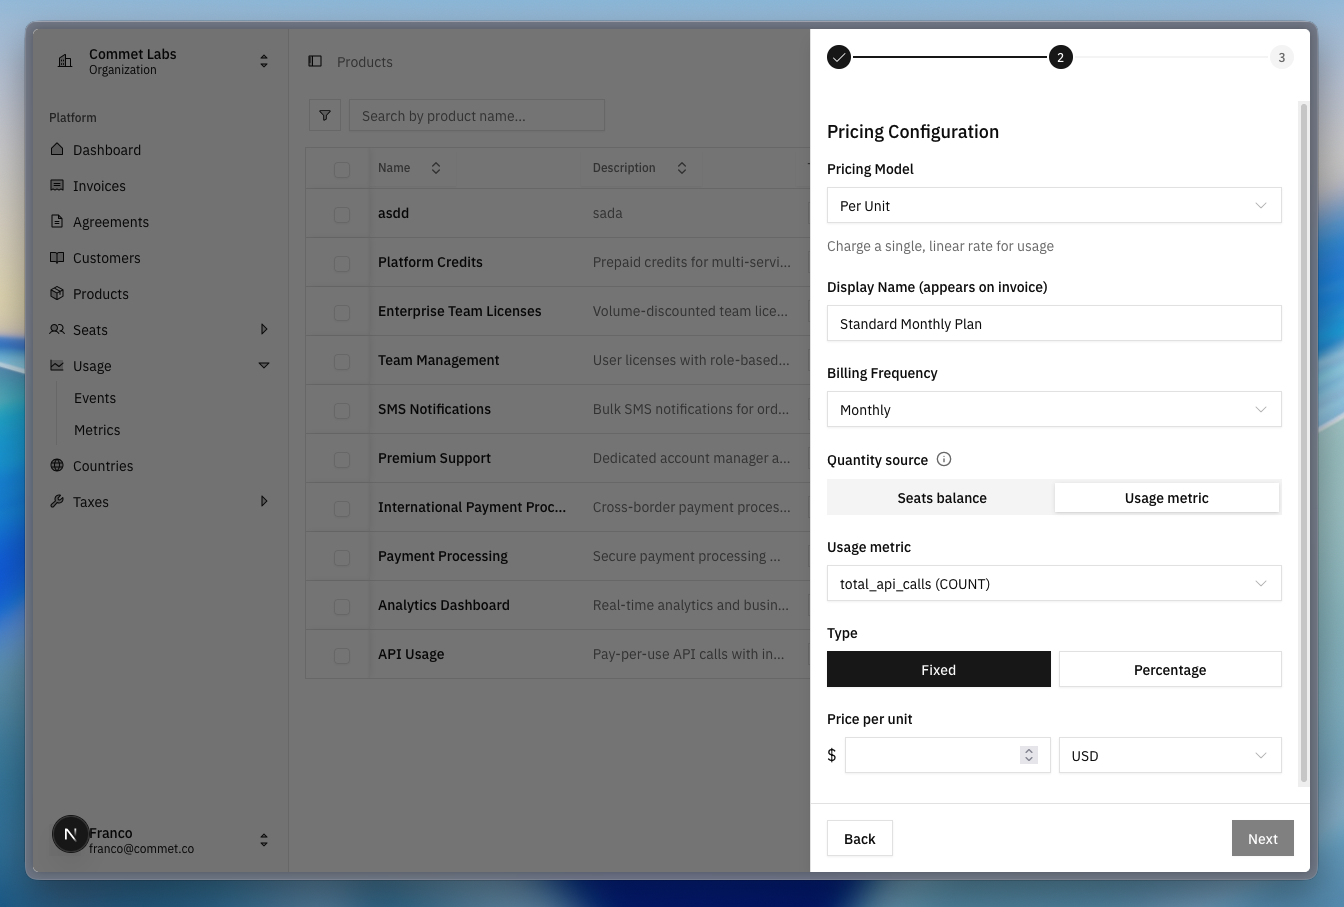 Commet Labs
Organization
Platform
Dashboard
Invoices
Agreements
Customers
Products
Seats
Usage
Events
Metrics
Countries
Taxes
N
Franco
franco@commet.co
Products
Search by product name...
Name
Description
asdd
sada
Platform Credits
Prepaid credits for multi-servi...
Enterprise Team Licenses
Volume-discounted team lice...
Team Management
User licenses with role-based...
SMS Notifications
Bulk SMS notifications for ord...
Premium Support
Dedicated account manager a...
International Payment Proc...
Cross-border payment proces...
Payment Processing
Secure payment processing ...
Analytics Dashboard
Real-time analytics and busin...
API Usage
Pay-per-use API calls with in...
2
3
Pricing Configuration
Pricing Model
Per Unit
Charge a single, linear rate for usage
Display Name (appears on invoice)
Standard Monthly Plan
Billing Frequency
Monthly
Quantity source
Seats balance
Usage metric
Usage metric
total_api_calls (COUNT)
Type
Fixed
Percentage
Price per unit
$
USD
Back
Next